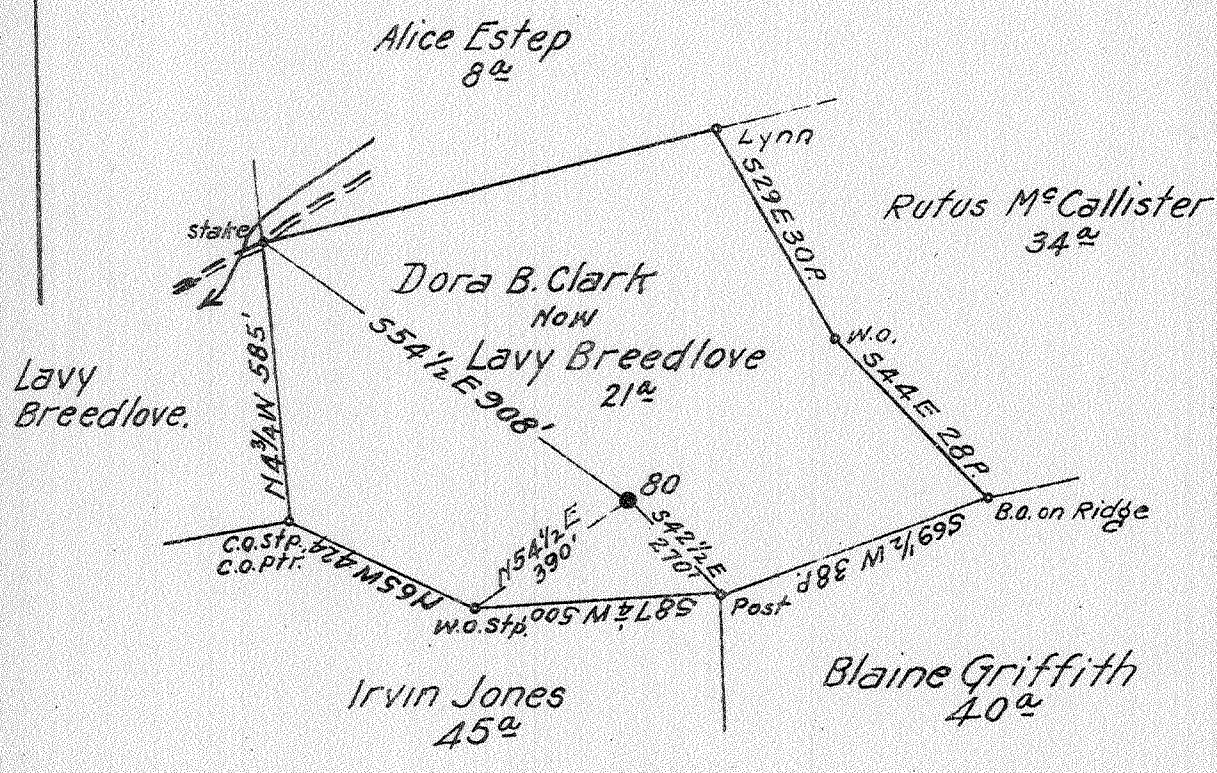 Alice Estep
8a
Lynn
S29E 30P.
Rufus McCallister
34a
stake
Dora B. Clark
Now
Lavy Breedlove
21a
W.O.
S44E 28P.
S54½E 908'
N4¾W 585'
Lavy
Breedlove.
80
B.O. on Ridge
S69½W 38P.
S42½E
270'
N54½E
390'
C.O. Stp.
C.O. Ptr.
N65W 424
W.O. Stp.
S87¼W 500'
Post
Irvin Jones
45a
Blaine Griffith
40a